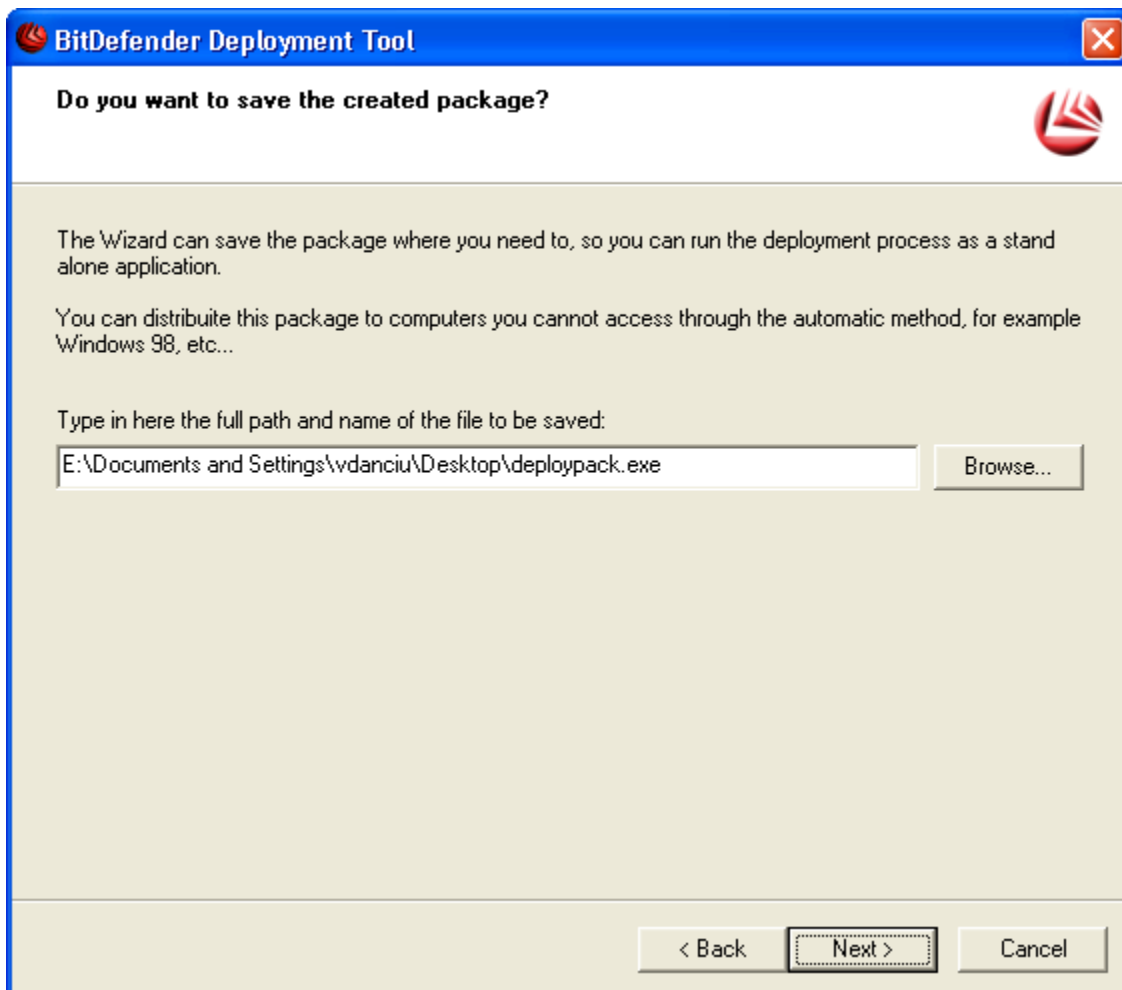 BitDefender Deployment Tool
Do you want to save the created package?
The Wizard can save the package where you need to, so you can run the deployment process as a stand
alone application.
You can distribuite this package to computers you cannot access through the automatic method, for example
Windows 98, etc...
Type in here the full path and name of the file to be saved:
E:\Documents and Settings\vdanciu\Desktop\deploypack.exe
Browse...
< Back
Next >
Cancel